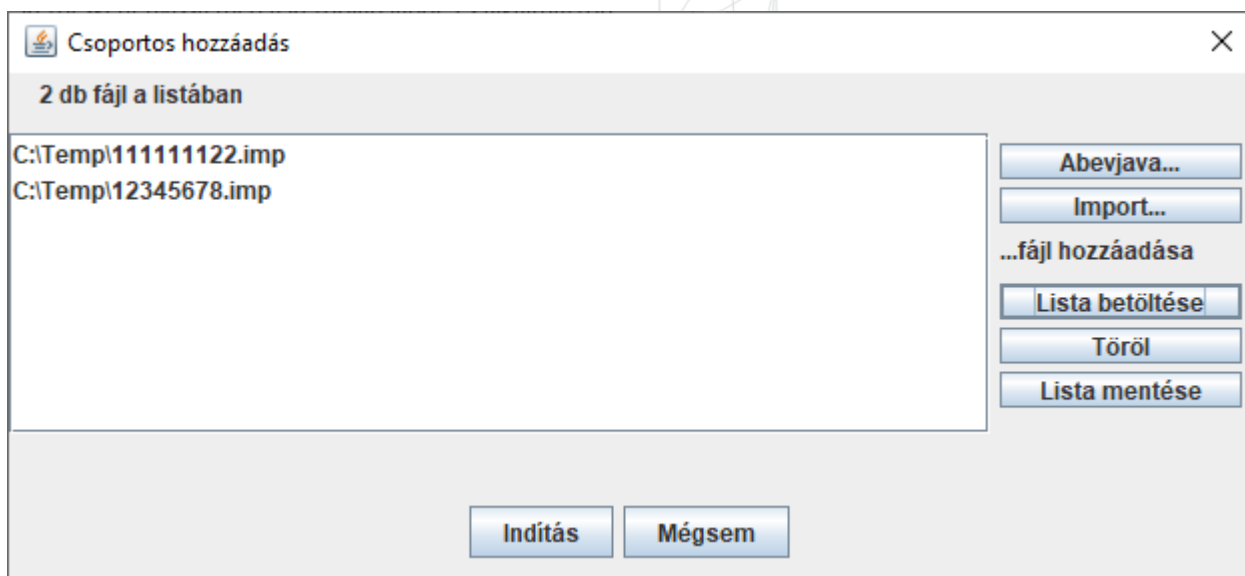 Csoportos hozzáadás
2 db fájl a listában
C:\Temp\111111122.imp
C:\Temp\12345678.imp
Abevjava...
Import...
...fájl hozzáadása
Lista betöltése
Töröl
Lista mentése
Indítás
Mégsem